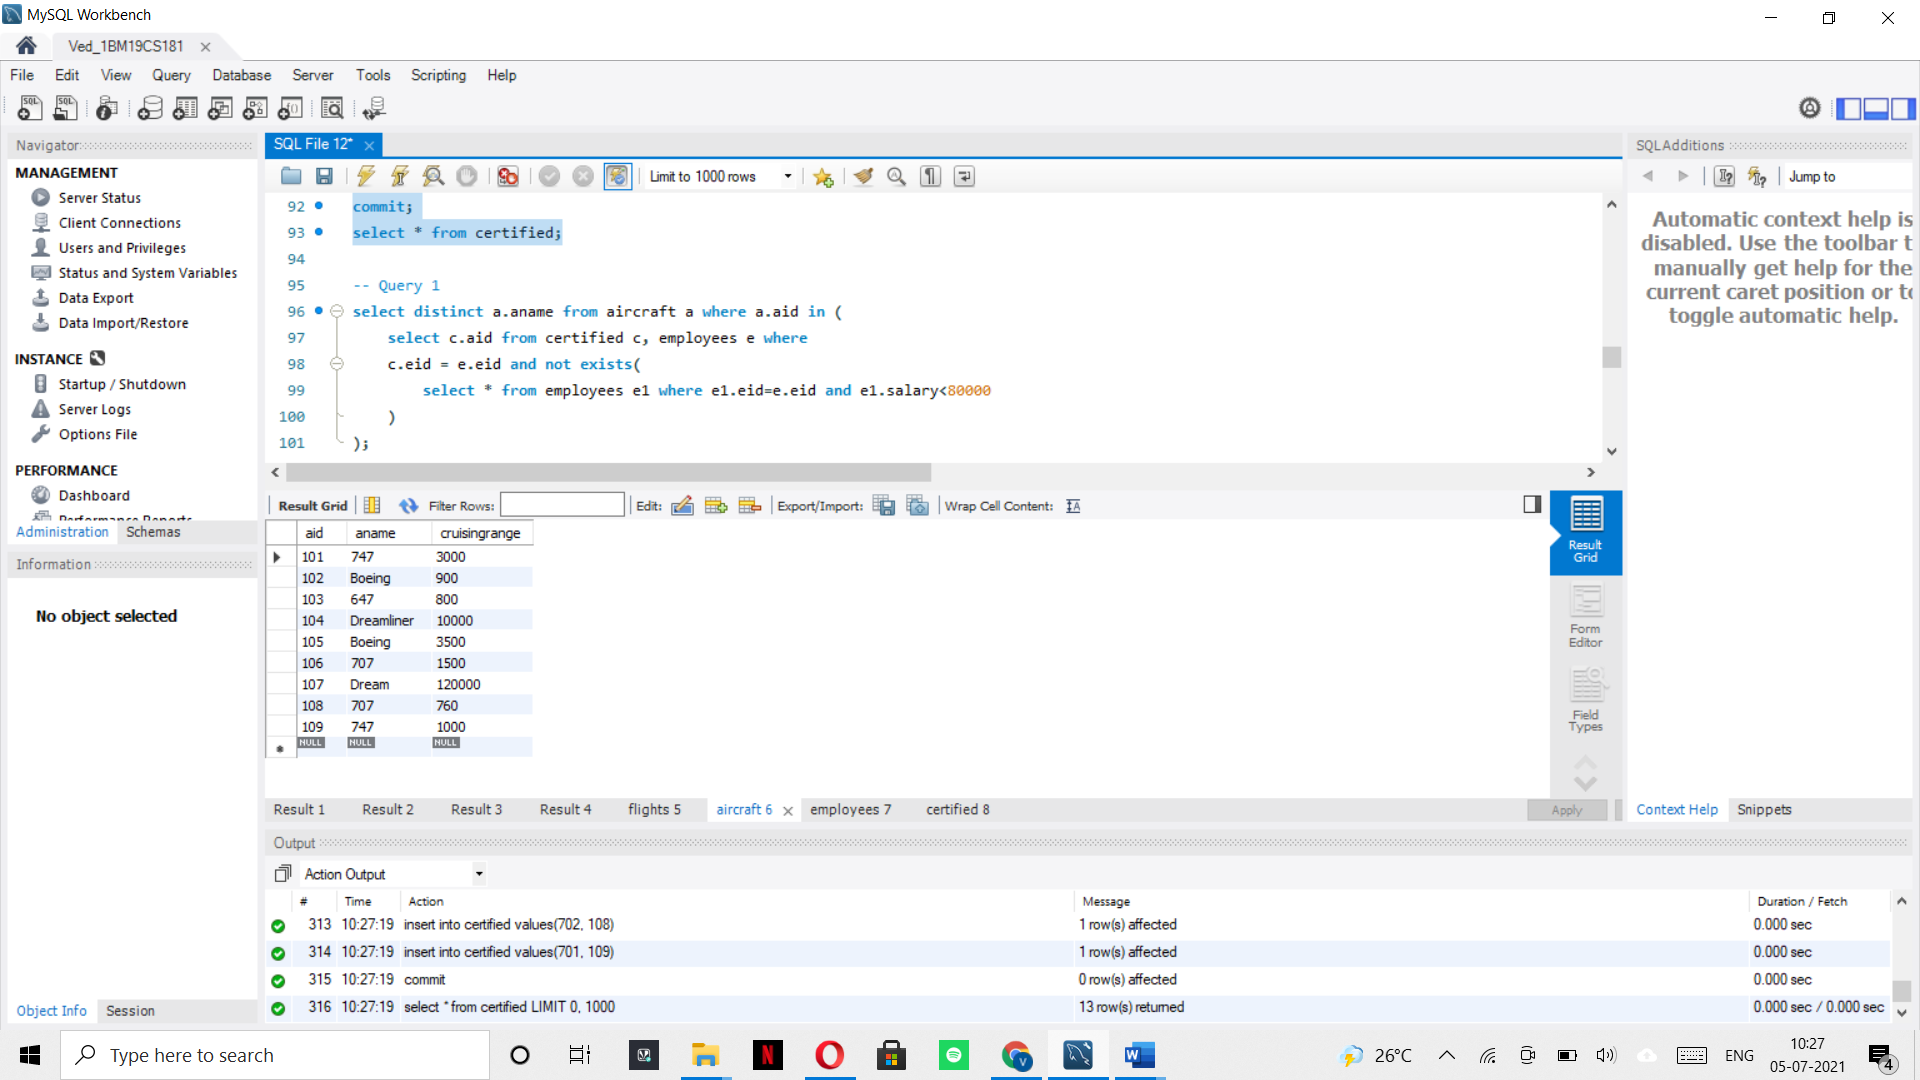 MySQL Workbench
Ved_1BM19CS181
File Edit View Query Database Server Tools Scripting Help
Navigator
MANAGEMENT
Server Status
Client Connections
Users and Privileges
Status and System Variables
Data Export
Data Import/Restore
INSTANCE
Startup / Shutdown
Server Logs
Options File
PERFORMANCE
Dashboard
Performance Reports
Administration Schemas
Information
No object selected
Object Info Session
SQL File 12*
Limit to 1000 rows
92 commit;
93 select * from certified;
94
95 -- Query 1
96 select distinct a.aname from aircraft a where a.aid in (
97 select c.aid from certified c, employees e where
98 c.eid = e.eid and not exists(
99 select * from employees e1 where e1.eid=e.eid and e1.salary<80000
100 )
101 );
Result Grid Filter Rows: Edit: Export/Import: Wrap Cell Content:
aid aname cruisingrange
101 747 3000
102 Boeing 900
103 647 800
104 Dreamliner 10000
105 Boeing 3500
106 707 1500
107 Dream 120000
108 707 760
109 747 1000
NULL NULL NULL
Result Grid
Form Editor
Field Types
Result 1 Result 2 Result 3 Result 4 flights 5 aircraft 6 employees 7 certified 8
Apply
Output
Action Output
# Time Action Message Duration / Fetch
313 10:27:19 insert into certified values(702, 108) 1 row(s) affected 0.000 sec
314 10:27:19 insert into certified values(701, 109) 1 row(s) affected 0.000 sec
315 10:27:19 commit 0 row(s) affected 0.000 sec
316 10:27:19 select * from certified LIMIT 0, 1000 13 row(s) returned 0.000 sec / 0.000 sec
SQLAdditions
Jump to
Automatic context help is
disabled. Use the toolbar t
manually get help for the
current caret position or to
toggle automatic help.
Context Help Snippets
Type here to search
26°C
ENG
10:27
05-07-2021
4